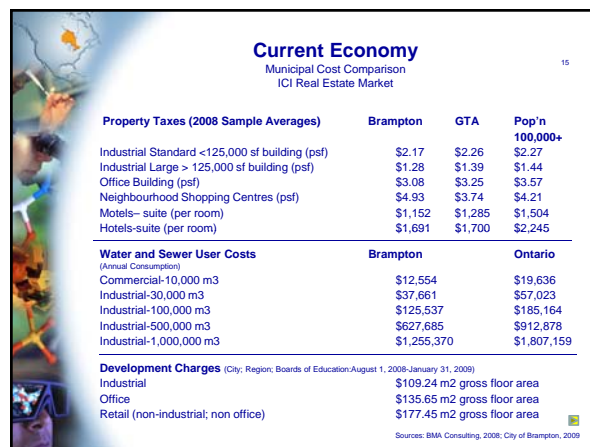 Current Economy
Municipal Cost Comparison
ICI Real Estate Market
15
Property Taxes (2008 Sample Averages) Brampton GTA Pop'n
100,000+
Industrial Standard <125,000 sf building (psf) $2.17 $2.26 $2.27
Industrial Large > 125,000 sf building (psf) $1.28 $1.39 $1.44
Office Building (psf) $3.08 $3.25 $3.57
Neighbourhood Shopping Centres (psf) $4.93 $3.74 $4.21
Motels– suite (per room) $1,152 $1,285 $1,504
Hotels-suite (per room) $1,691 $1,700 $2,245
Water and Sewer User Costs Brampton Ontario
(Annual Consumption)
Commercial-10,000 m3 $12,554 $19,636
Industrial-30,000 m3 $37,661 $57,023
Industrial-100,000 m3 $125,537 $185,164
Industrial-500,000 m3 $627,685 $912,878
Industrial-1,000,000 m3 $1,255,370 $1,807,159
Development Charges (City; Region; Boards of Education:August 1, 2008-January 31, 2009)
Industrial $109.24 m2 gross floor area
Office $135.65 m2 gross floor area
Retail (non-industrial; non office) $177.45 m2 gross floor area
Sources: BMA Consulting, 2008; City of Brampton, 2009